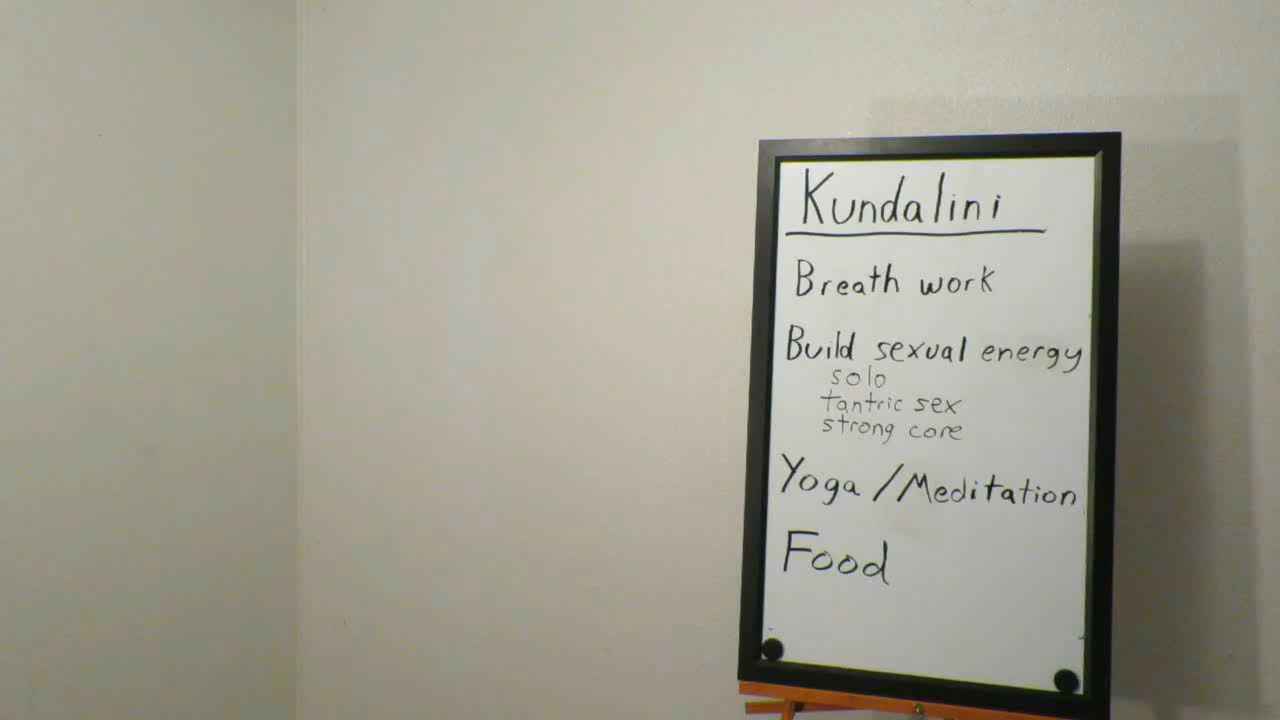 Kundalini
Breath work
Build sexual energy
solo
tantric sex
strong core
Yoga / Meditation
Food